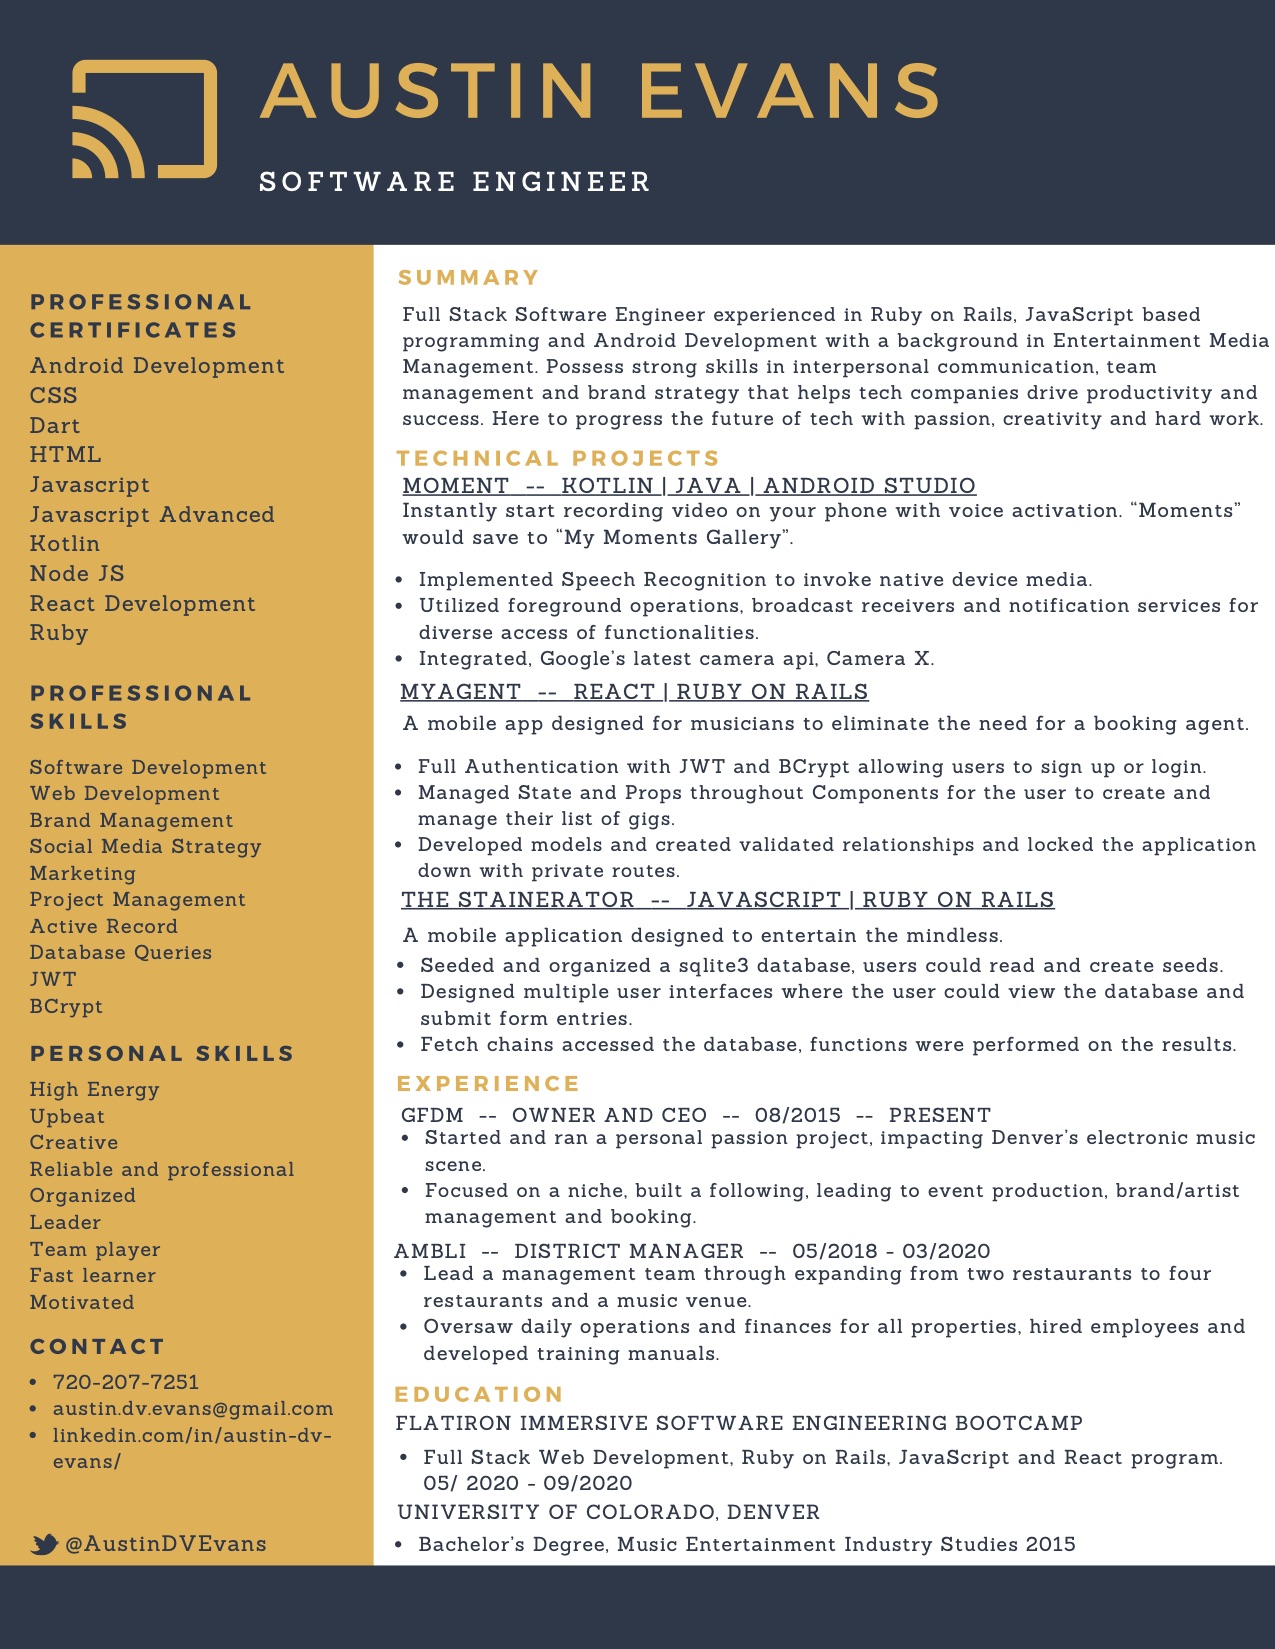 AUSTIN EVANS
SOFTWARE ENGINEER
PROFESSIONAL
CERTIFICATES
Android Development
CSS
Dart
HTML
Javascript
Javascript Advanced
Kotlin
Node JS
React Development
Ruby
PROFESSIONAL
SKILLS
Software Development
Web Development
Brand Management
Social Media Strategy
Marketing
Project Management
Active Record
Database Queries
JWT
BCrypt
PERSONAL SKILLS
High Energy
Upbeat
Creative
Reliable and professional
Organized
Leader
Team player
Fast learner
Motivated
CONTACT
• 720-207-7251
• austin.dv.evans@gmail.com
• linkedin.com/in/austin-dv-
evans/
@AustinDVEvans
SUMMARY
Full Stack Software Engineer experienced in Ruby on Rails, JavaScript based
programming and Android Development with a background in Entertainment Media
Management. Possess strong skills in interpersonal communication, team
management and brand strategy that helps tech companies drive productivity and
success. Here to progress the future of tech with passion, creativity and hard work.
TECHNICAL PROJECTS
MOMENT -- KOTLIN | JAVA | ANDROID STUDIO
Instantly start recording video on your phone with voice activation. “Moments”
would save to “My Moments Gallery”.
• Implemented Speech Recognition to invoke native device media.
• Utilized foreground operations, broadcast receivers and notification services for
diverse access of functionalities.
• Integrated, Google’s latest camera api, Camera X.
MYAGENT -- REACT | RUBY ON RAILS
A mobile app designed for musicians to eliminate the need for a booking agent.
• Full Authentication with JWT and BCrypt allowing users to sign up or login.
• Managed State and Props throughout Components for the user to create and
manage their list of gigs.
• Developed models and created validated relationships and locked the application
down with private routes.
THE STAINERATOR -- JAVASCRIPT | RUBY ON RAILS
A mobile application designed to entertain the mindless.
• Seeded and organized a sqlite3 database, users could read and create seeds.
• Designed multiple user interfaces where the user could view the database and
submit form entries.
• Fetch chains accessed the database, functions were performed on the results.
EXPERIENCE
GFDM -- OWNER AND CEO -- 08/2015 -- PRESENT
• Started and ran a personal passion project, impacting Denver’s electronic music
scene.
• Focused on a niche, built a following, leading to event production, brand/artist
management and booking.
AMBLI -- DISTRICT MANAGER -- 05/2018 - 03/2020
• Lead a management team through expanding from two restaurants to four
restaurants and a music venue.
• Oversaw daily operations and finances for all properties, hired employees and
developed training manuals.
EDUCATION
FLATIRON IMMERSIVE SOFTWARE ENGINEERING BOOTCAMP
• Full Stack Web Development, Ruby on Rails, JavaScript and React program.
05/ 2020 - 09/2020
UNIVERSITY OF COLORADO, DENVER
• Bachelor’s Degree, Music Entertainment Industry Studies 2015